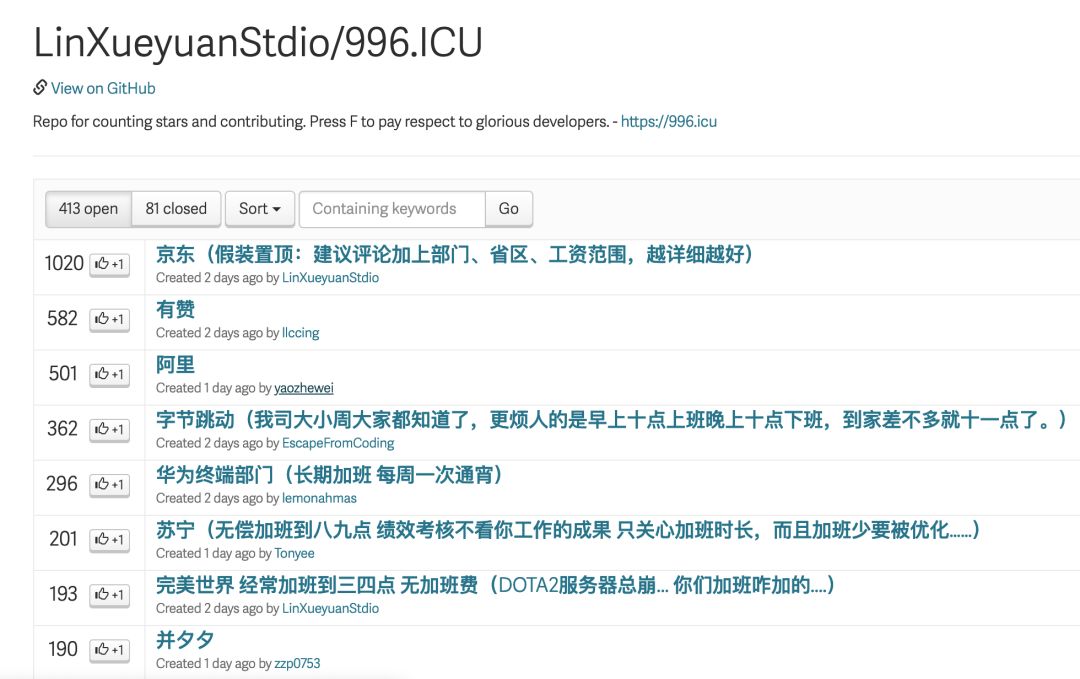 LinXueyuanStdio/996.ICU
View on GitHub
Repo for counting stars and contributing. Press F to pay respect to glorious developers. - https://996.icu
413 open 81 closed Sort Containing keywords Go
1020 +1 京东（假装置顶：建议评论加上部门、省区、工资范围，越详细越好）
Created 2 days ago by LinXueyuanStdio
582 +1 有赞
Created 2 days ago by llccing
501 +1 阿里
Created 1 day ago by yaozhewei
362 +1 字节跳动（我司大小周大家都知道了，更烦人的是早上十点上班晚上十点下班，到家差不多就十一点了。）
Created 2 days ago by EscapeFromCoding
296 +1 华为终端部门（长期加班 每周一次通宵）
Created 2 days ago by lemonahmas
201 +1 苏宁（无偿加班到八九点 绩效考核不看你工作的成果 只关心加班时长，而且加班少要被优化......）
Created 1 day ago by Tonyee
193 +1 完美世界 经常加班到三四点 无加班费（DOTA2服务器总崩... 你们加班咋加的....）
Created 2 days ago by LinXueyuanStdio
190 +1 并夕夕
Created 1 day ago by zzp0753